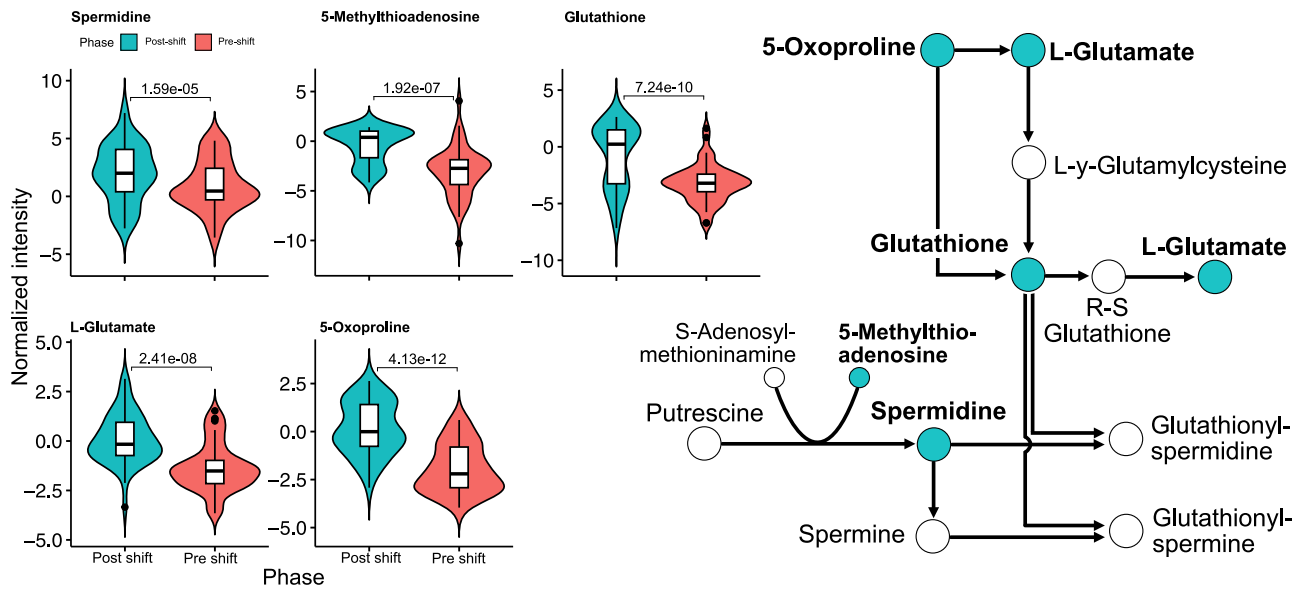 Spermidine
5-Methylthioadenosine
Glutathione
Phase
Post-shift
Pre-shift
Normalized intensity
10
5
0
−5
1.59e-05
5
0
−5
−10
1.92e-07
5
0
−5
−10
7.24e-10
L-Glutamate
5-Oxoproline
5.0
2.5
0.0
−2.5
−5.0
2.41e-08
2.5
0.0
−2.5
−5.0
4.13e-12
Post shift
Pre shift
Post shift
Pre shift
Phase
5-Oxoproline
L-Glutamate
L-y-Glutamylcysteine
Glutathione
L-Glutamate
R-S
Glutathione
S-Adenosyl-
methioninamine
5-Methylthio-
adenosine
Putrescine
Spermidine
Glutathionyl-
spermidine
Spermine
Glutathionyl-
spermine